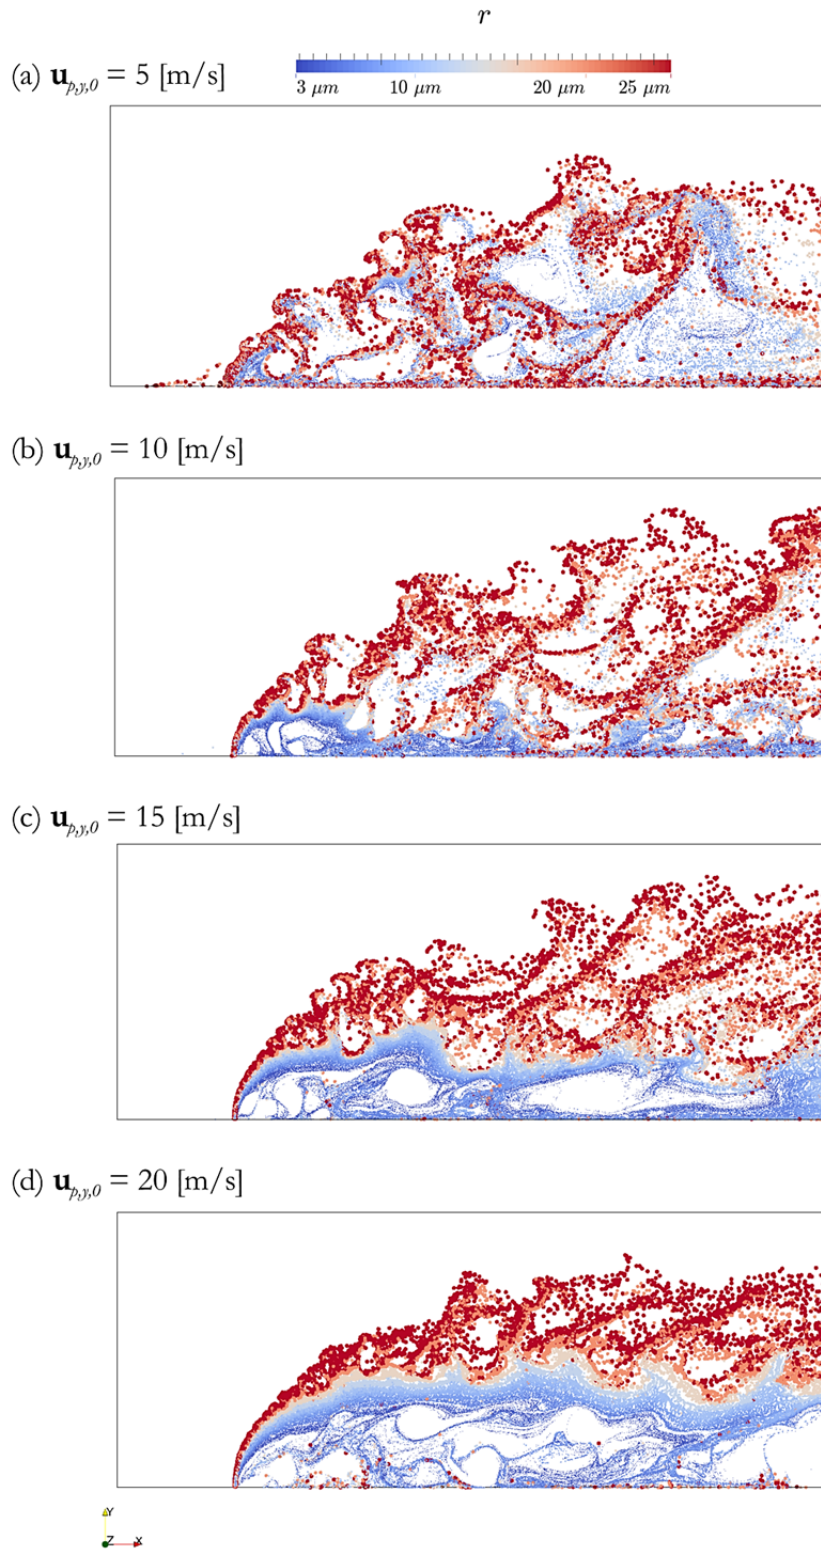 r
(a) u_{p,y,0} = 5 [m/s]
3 μm 10 μm 20 μm 25 μm
(b) u_{p,y,0} = 10 [m/s]
(c) u_{p,y,0} = 15 [m/s]
(d) u_{p,y,0} = 20 [m/s]
Y
Z X